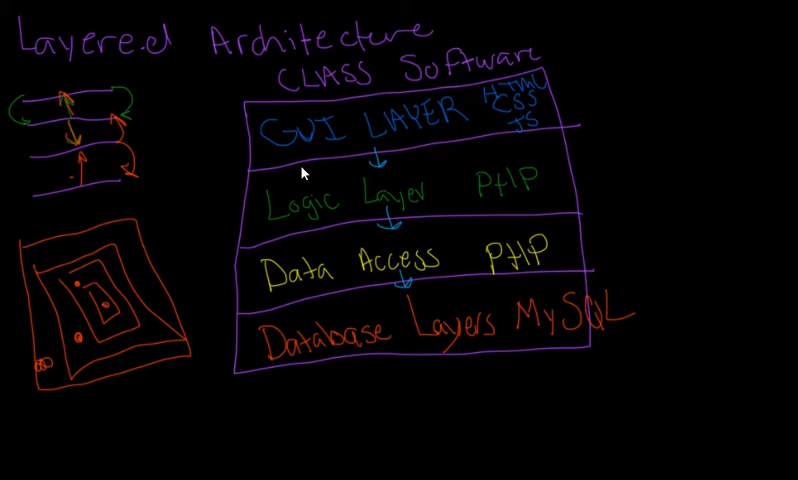 Layered Architecture
CLASS Software
GUI LAYER HTML
CSS
JS
Logic Layer PHP
Data Access PHP
Database Layers MySQL